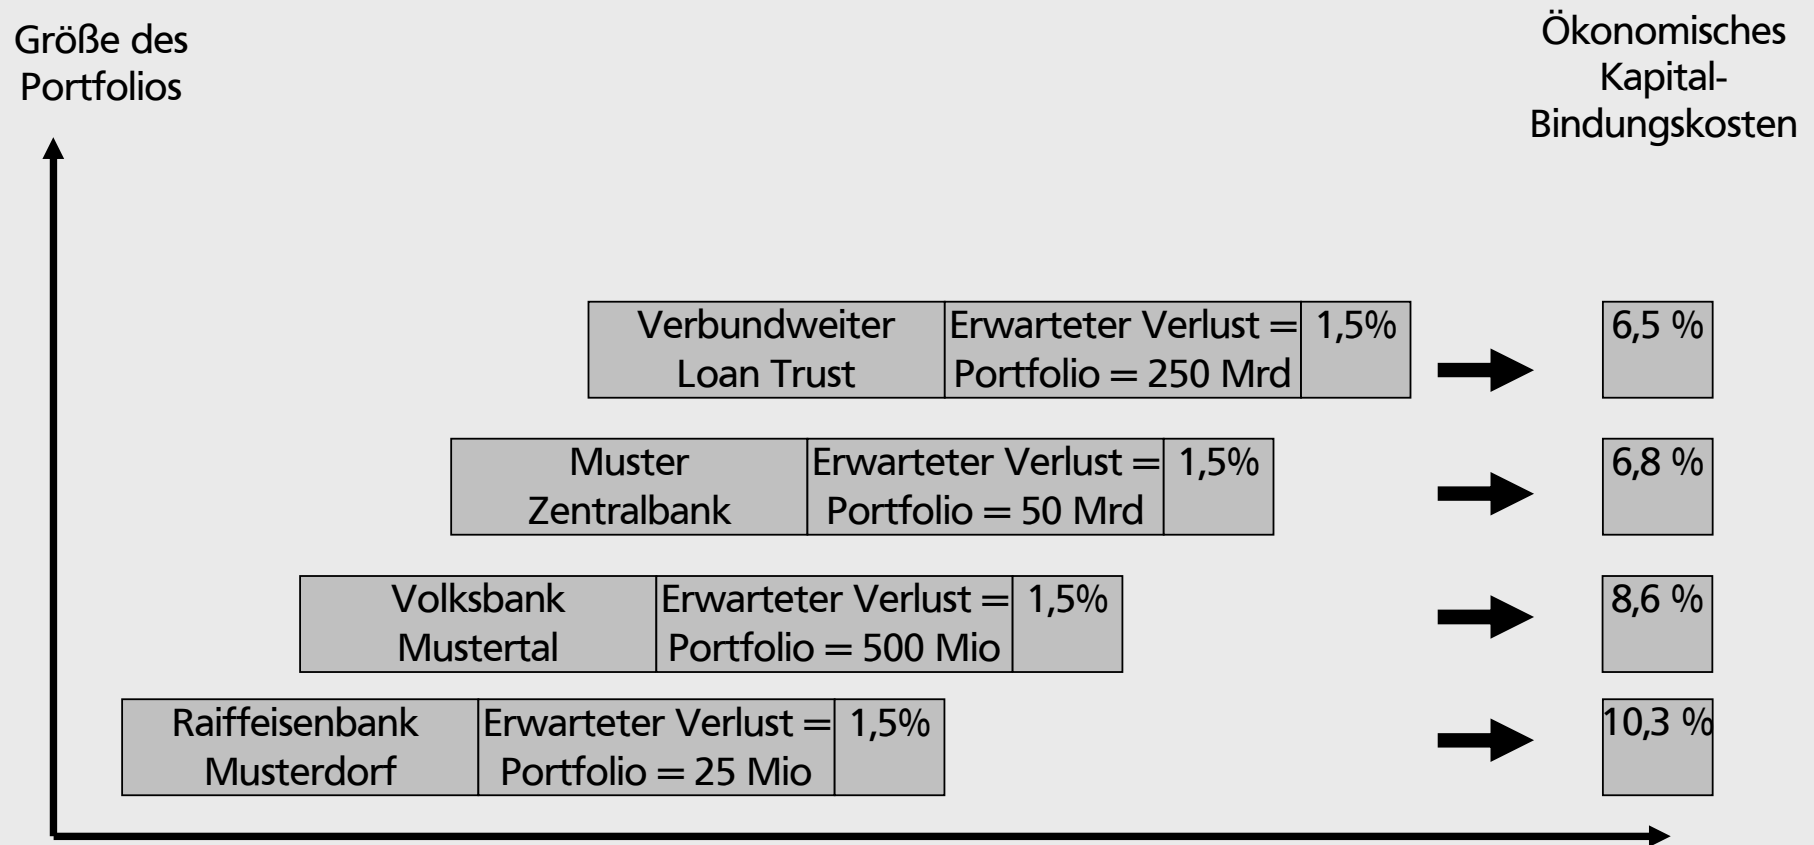 Größe des
Portfolios
Ökonomisches
Kapital-
Bindungskosten
Verbundweiter
Loan Trust
Erwarteter Verlust =
Portfolio = 250 Mrd
1,5%
6,5 %
Muster
Zentralbank
Erwarteter Verlust =
Portfolio = 50 Mrd
1,5%
6,8 %
Volksbank
Mustertal
Erwarteter Verlust =
Portfolio = 500 Mio
1,5%
8,6 %
Raiffeisenbank
Musterdorf
Erwarteter Verlust =
Portfolio = 25 Mio
1,5%
10,3 %